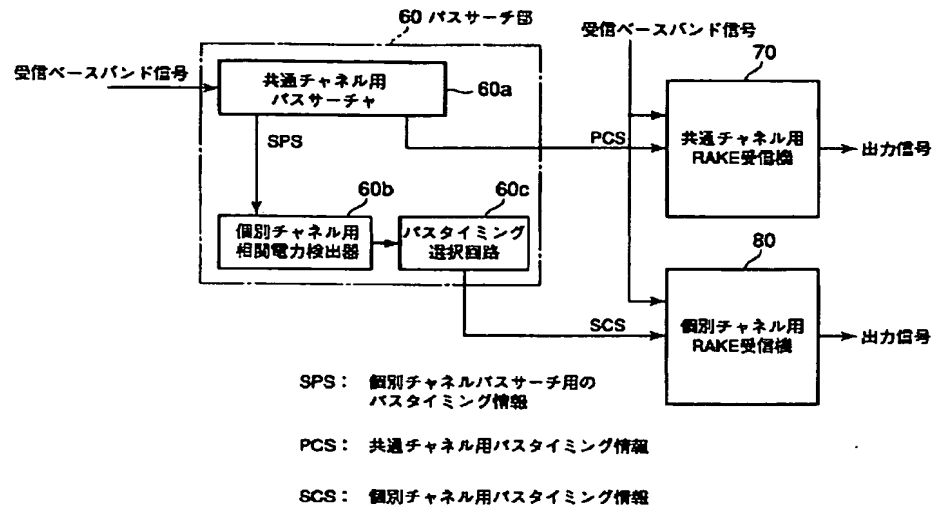 60 パスサーチ部
受信ベースバンド信号
受信ベースバンド信号
共通チャネル用
パスサーチャ
60a
70
SPS
PCS
共通チャネル用
RAKE受信機
出力信号
60b
60c
個別チャネル用
相関電力検出器
パスタイミング
選択回路
80
SCS
個別チャネル用
RAKE受信機
出力信号
SPS： 個別チャネルパスサーチ用の
パスタイミング情報
PCS： 共通チャネル用パスタイミング情報
SCS： 個別チャネル用パスタイミング情報